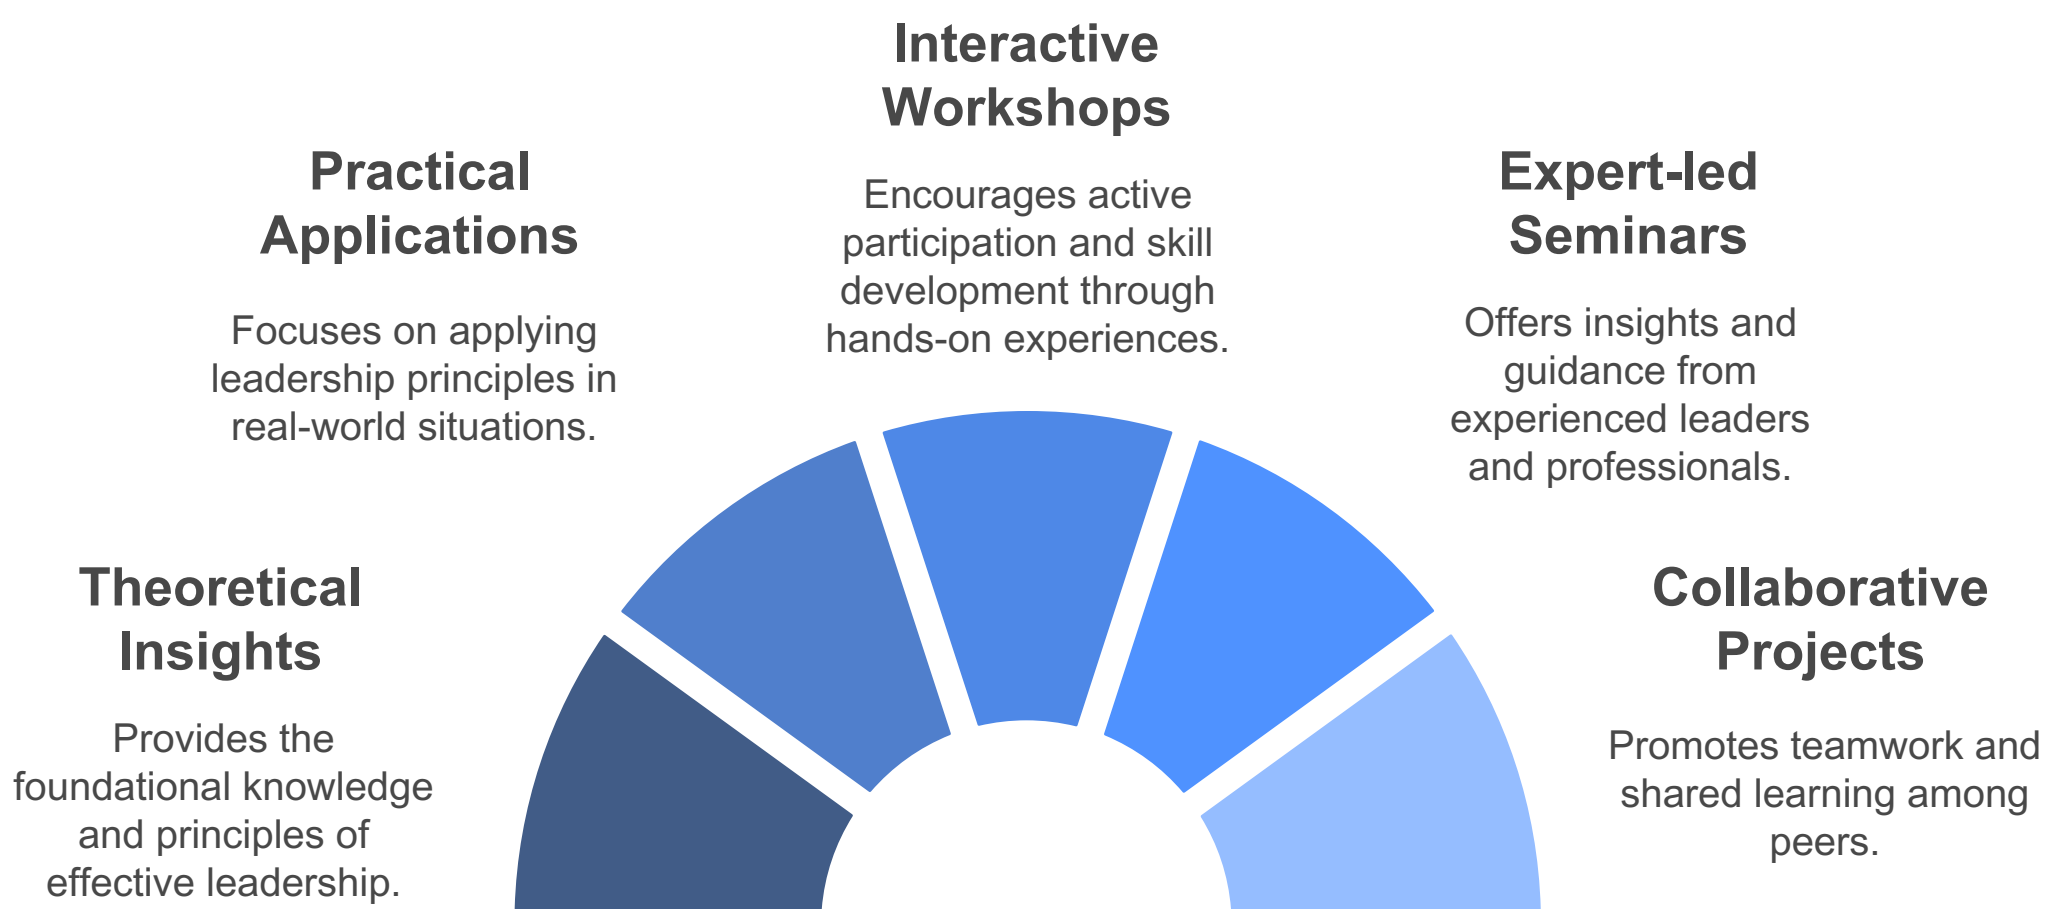 Interactive
Workshops
Encourages active
participation and skill
development through
hands-on experiences.
Practical
Applications
Focuses on applying
leadership principles in
real-world situations.
Expert-led
Seminars
Offers insights and
guidance from
experienced leaders
and professionals.
Theoretical
Insights
Provides the
foundational knowledge
and principles of
effective leadership.
Collaborative
Projects
Promotes teamwork and
shared learning among
peers.